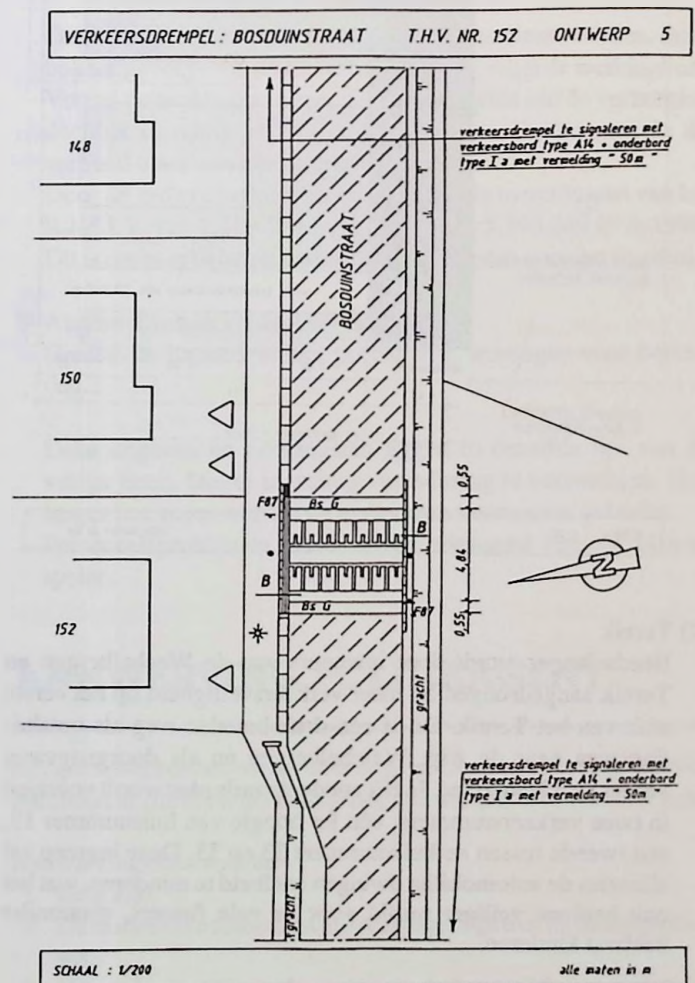 VERKEERSDREMPEL: BOSDUINSTRAAT T.H.V. NR. 152 ONTWERP 5
148
verkeersdrempel te signaleren met
verkeersbord type A14 + onderbord
type I a met vermelding " 50m "
BOSDUINSTRAAT
150
F87
Bs G
B
0,55
4,84
0,55
N
B
Bs G
F87
152
gracht
verkeersdrempel te signaleren met
verkeersbord type A14 + onderbord
type I a met vermelding " 50m "
gracht
SCHAAL : 1/200 alle maten in m